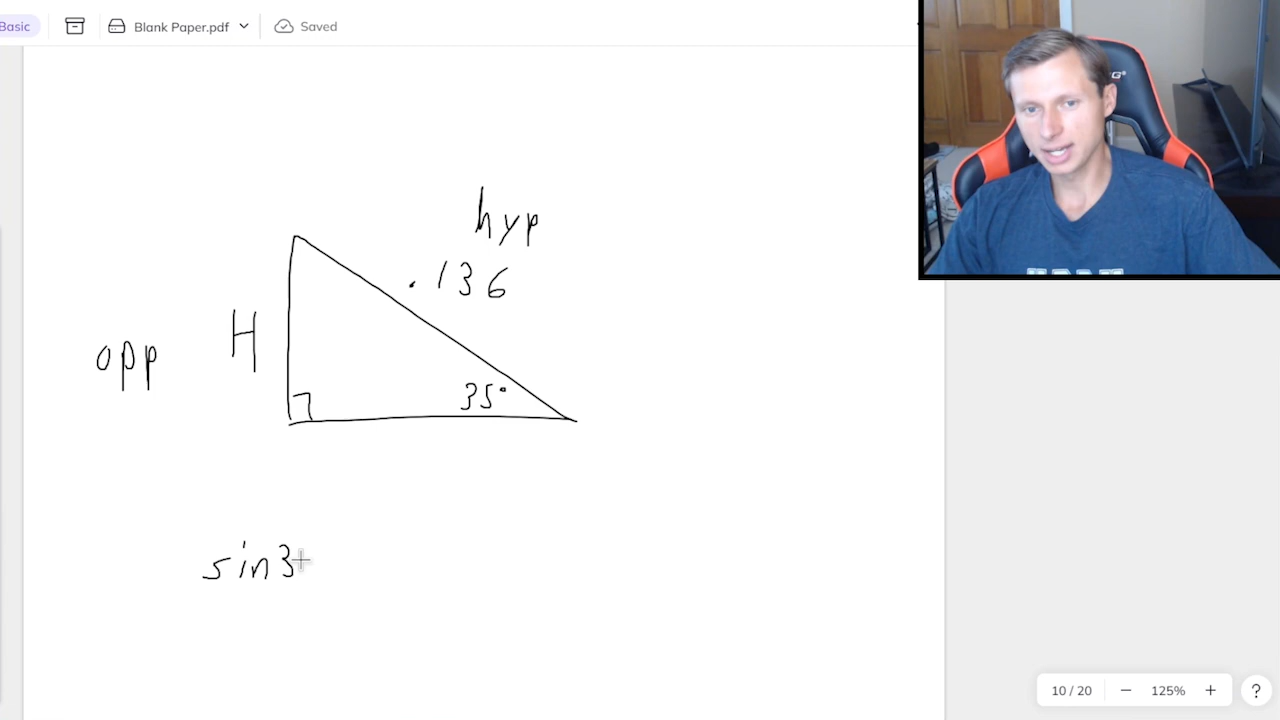 Basic
Blank Paper.pdf
Saved
hyp
.136
opp
H
35°
sin3
10 / 20
125%
?